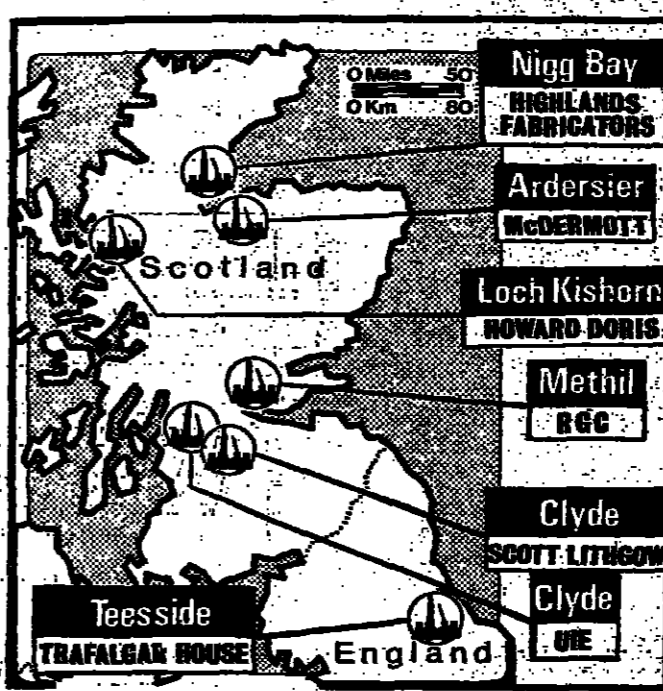 Nigg Bay
HIGHLANDS
FABRICATORS
0 Miles 50
0 Km 80
Ardersier
McDERMOTT
Scotland
Loch Kishorn
HOWARD DORIS
Methil
RGC
Clyde
SCOTT LITHGOW
Clyde
UIE
Teesside
TRAFALGAR HOUSE
England